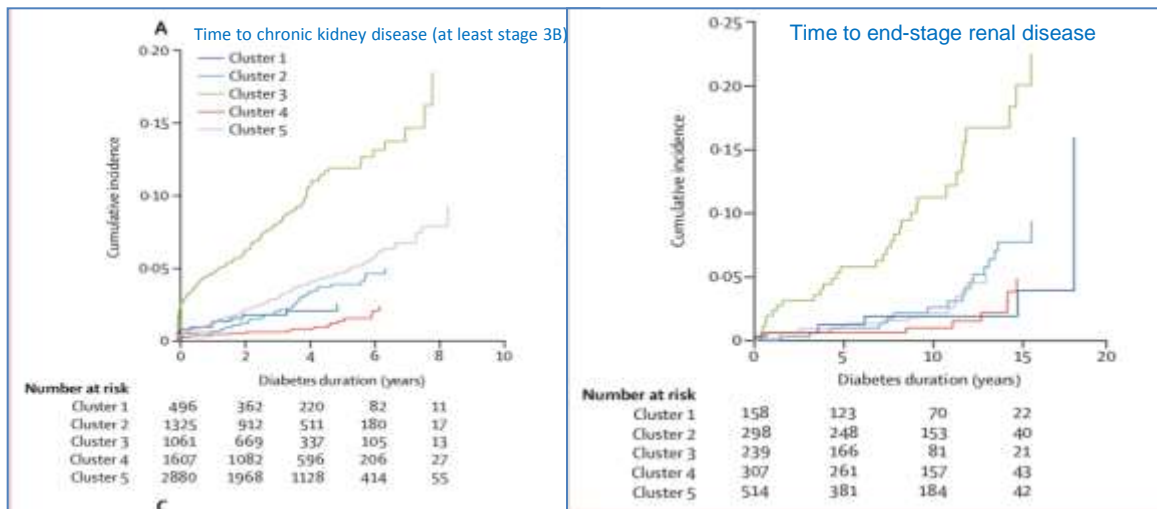 A
Time to chronic kidney disease (at least stage 3B)
0·20
0·15
0·10
0·05
0
Cumulative incidence
Cluster 1
Cluster 2
Cluster 3
Cluster 4
Cluster 5
0 2 4 6 8 10
Diabetes duration (years)
Number at risk
Cluster 1 496 362 220 82 11
Cluster 2 1325 912 511 180 17
Cluster 3 1061 669 337 105 13
Cluster 4 1607 1082 596 206 27
Cluster 5 2880 1968 1128 414 55
C
Time to end-stage renal disease
0·25
0·20
0·15
0·10
0·05
0
Cumulative incidence
0 5 10 15 20
Diabetes duration (years)
Number at risk
Cluster 1 158 123 70 22
Cluster 2 298 248 153 40
Cluster 3 239 166 81 21
Cluster 4 307 261 157 43
Cluster 5 514 381 184 42